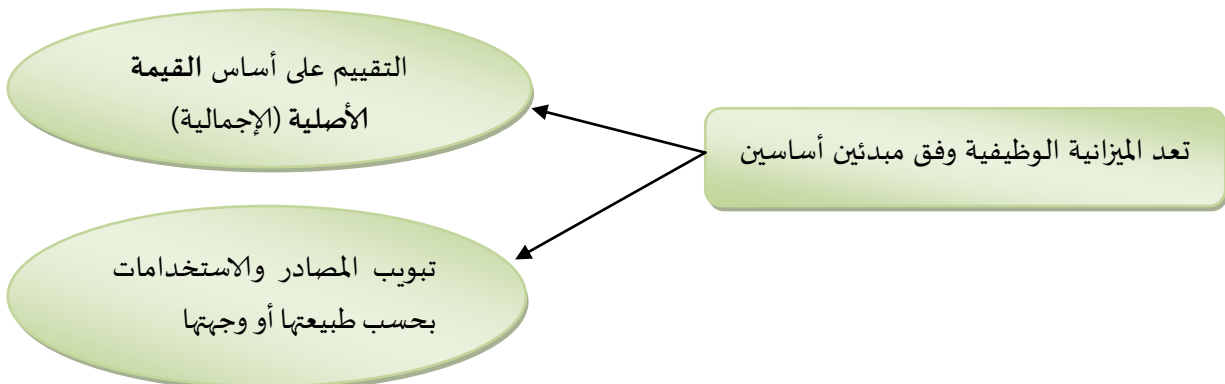 تعد الميزانية الوظيفية وفق مبدئين أساسين
التقييم على أساس القيمة
الأصلية (الإجمالية)
تبويب المصادر والاستخدامات
بحسب طبيعتها أو وجهتها